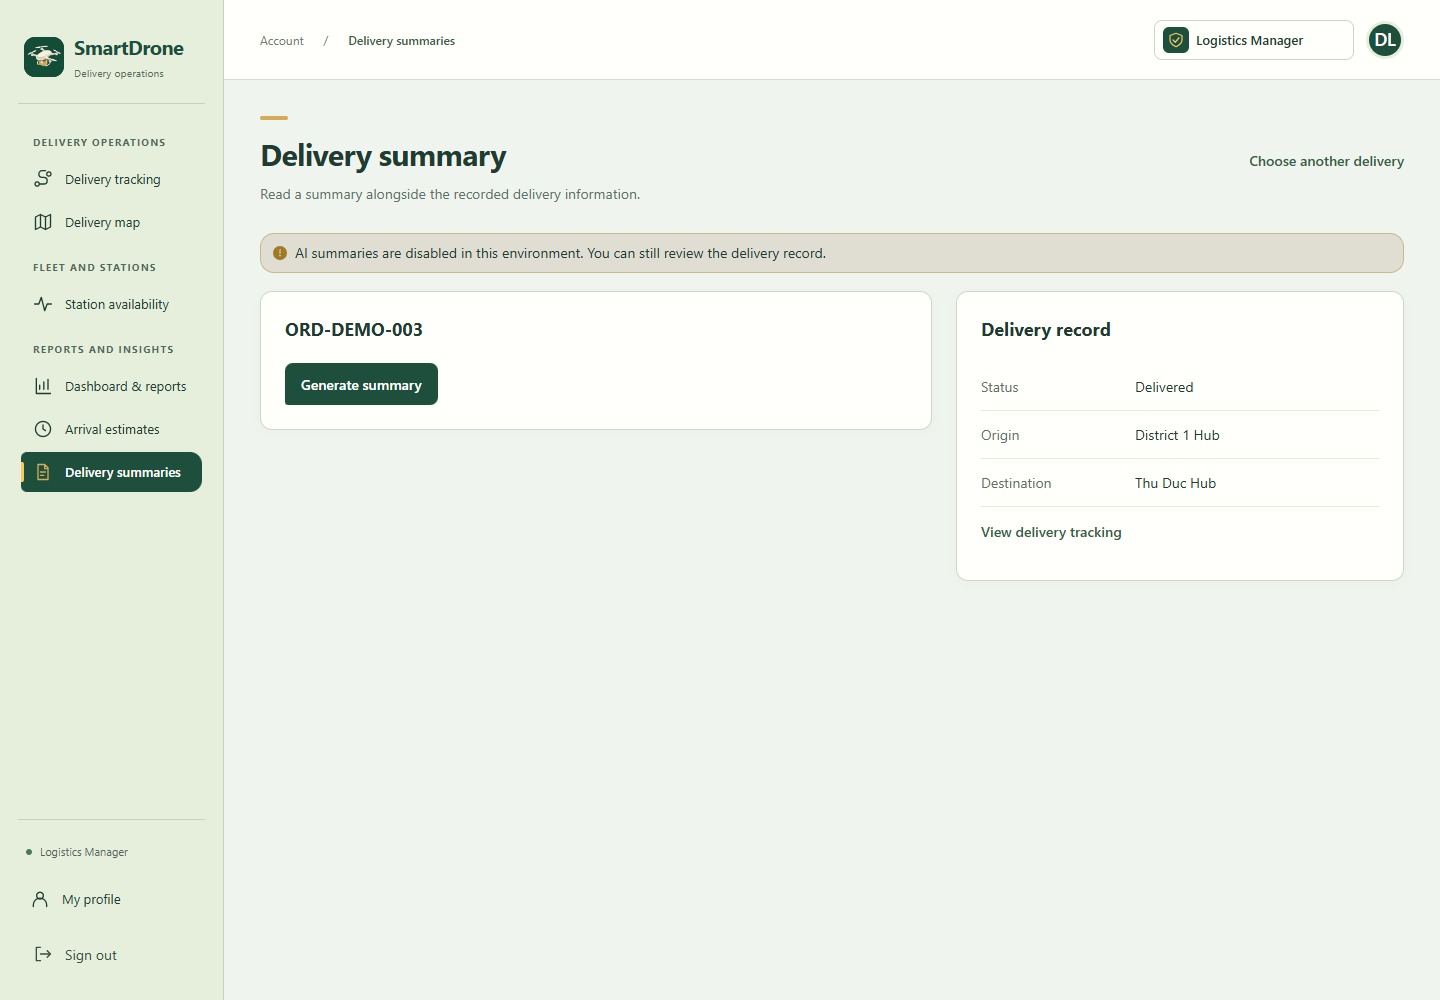 SmartDrone
Delivery operations
DELIVERY OPERATIONS
Delivery tracking
Delivery map
FLEET AND STATIONS
Station availability
REPORTS AND INSIGHTS
Dashboard & reports
Arrival estimates
Delivery summaries
Logistics Manager
My profile
Sign out
Account / Delivery summaries
Logistics Manager
DL
Delivery summary
Choose another delivery
Read a summary alongside the recorded delivery information.
AI summaries are disabled in this environment. You can still review the delivery record.
ORD-DEMO-003
Generate summary
Delivery record
Status Delivered
Origin District 1 Hub
Destination Thu Duc Hub
View delivery tracking